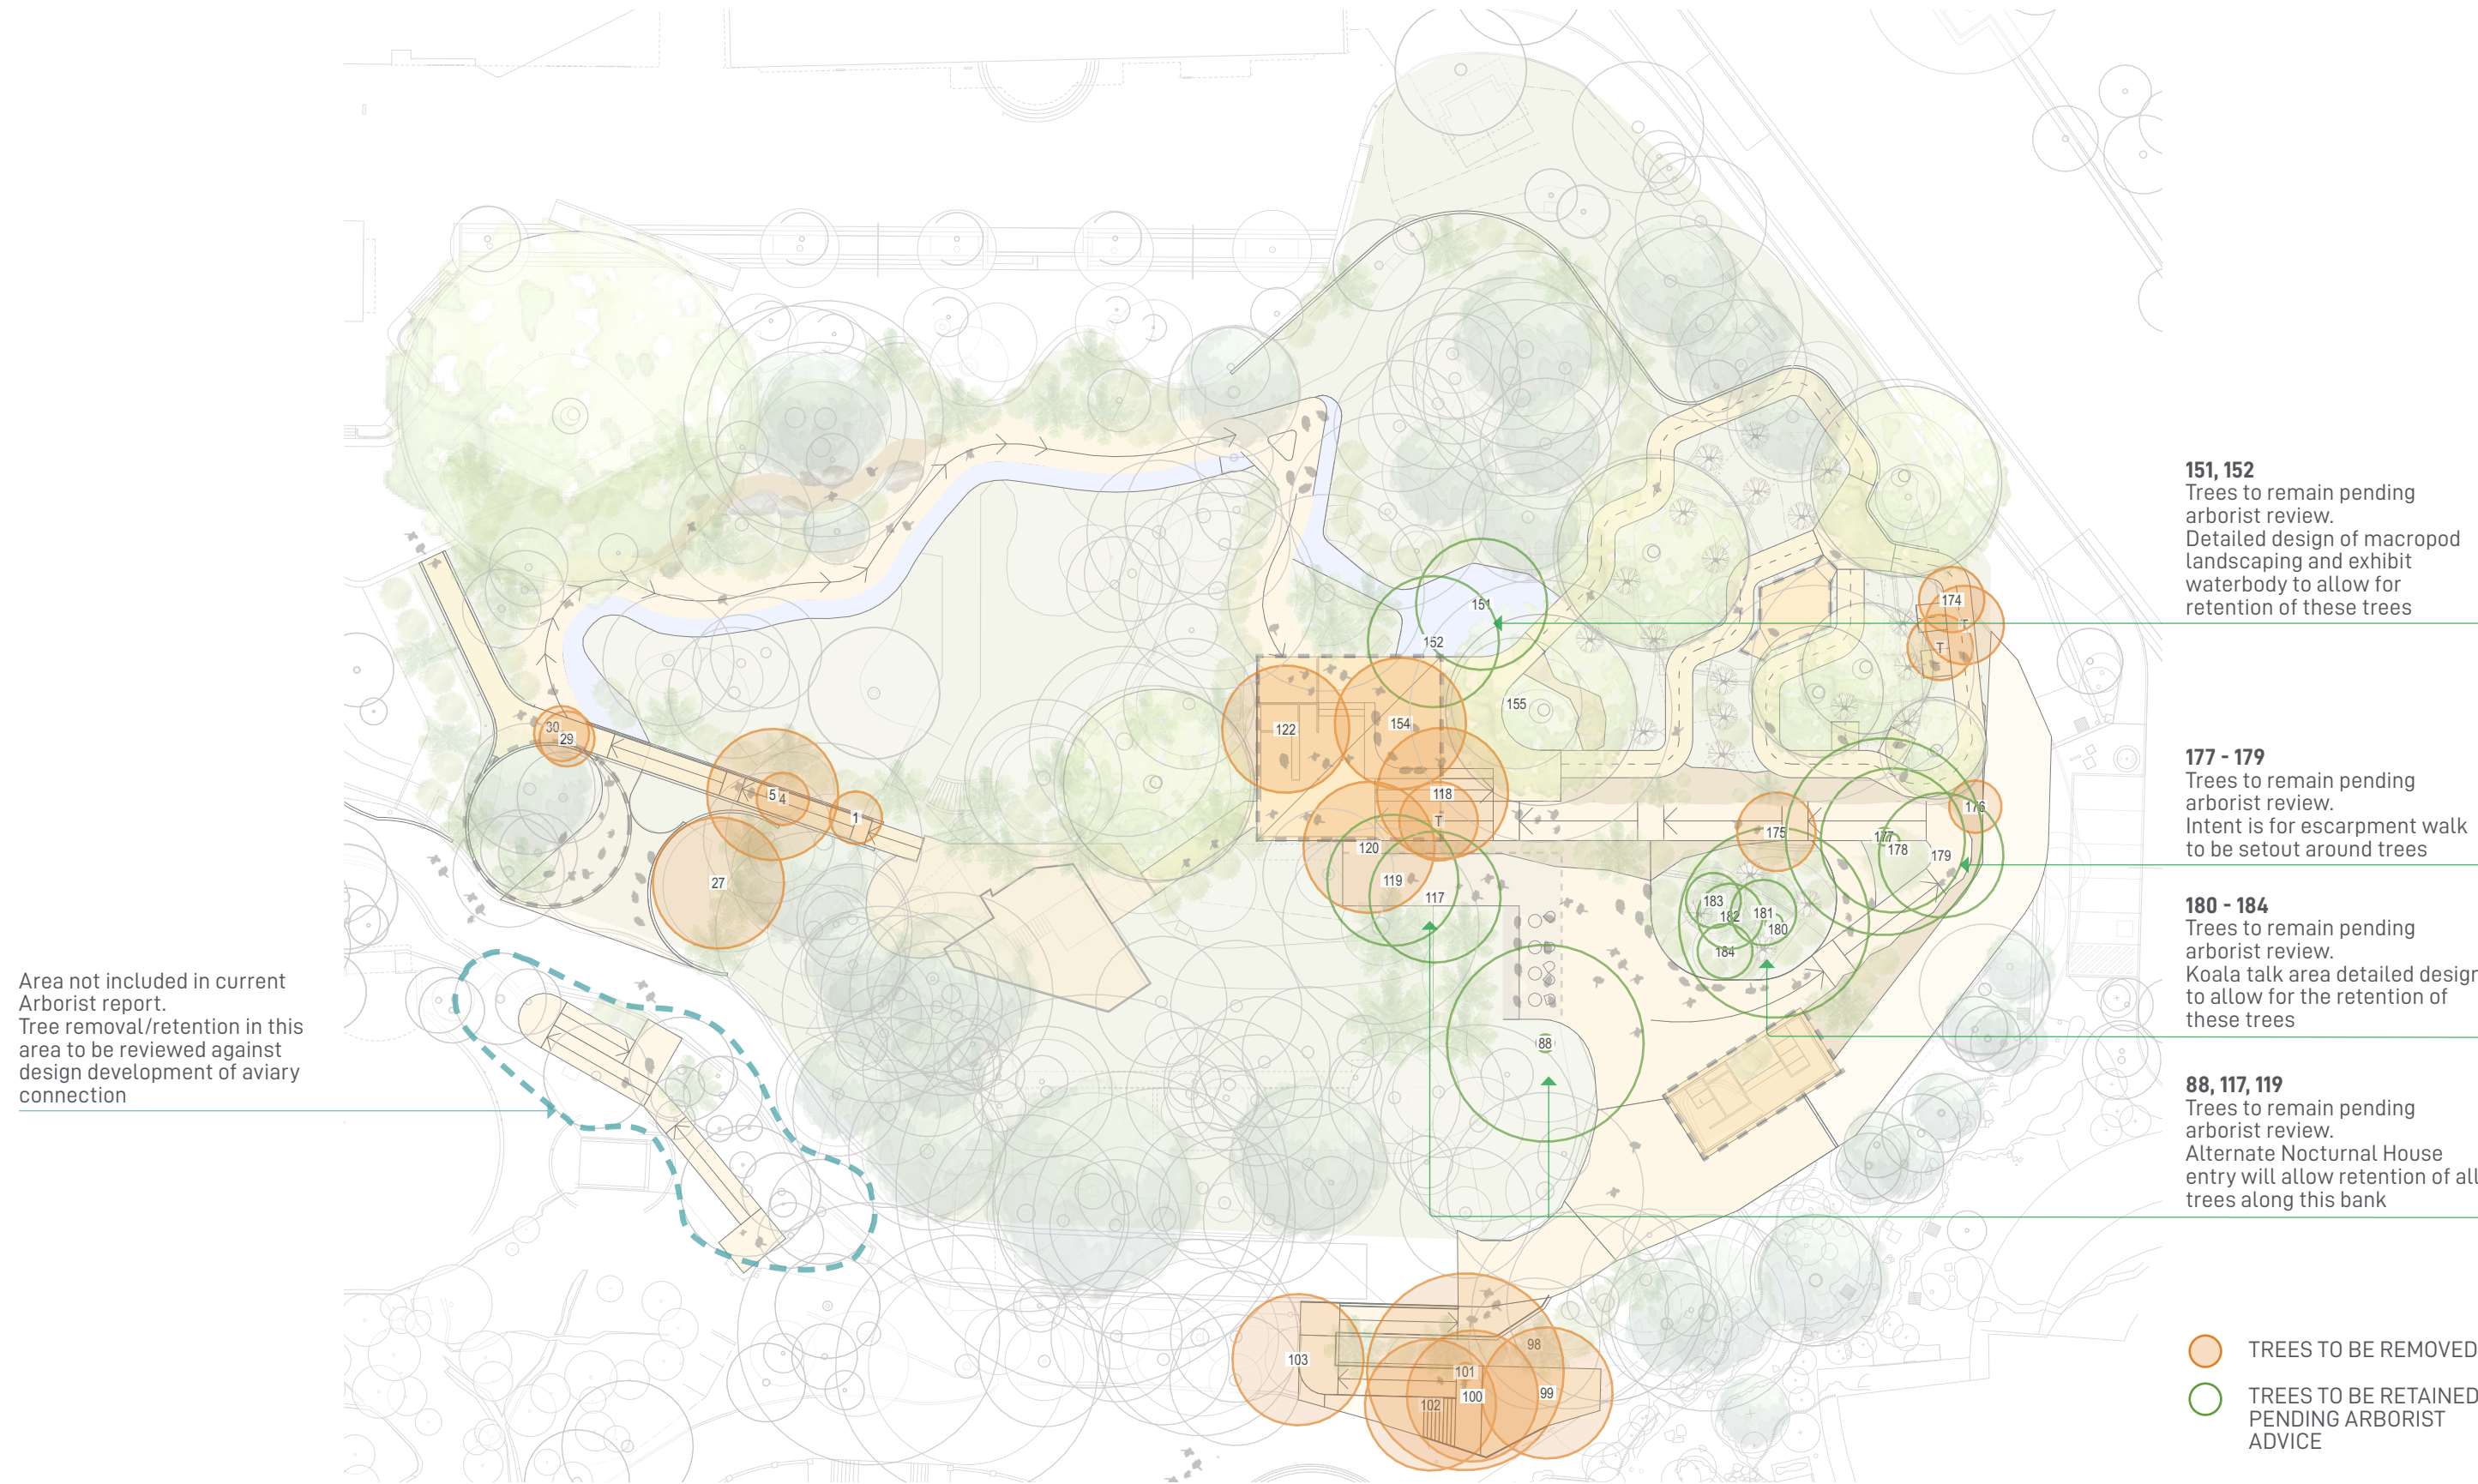 151, 152
Trees to remain pending
arborist review.
Detailed design of macropod
landscaping and exhibit
waterbody to allow for
retention of these trees
177 - 179
Trees to remain pending
arborist review.
Intent is for escarpment walk
to be setout around trees
180 - 184
Trees to remain pending
arborist review.
Koala talk area detailed design
to allow for the retention of
these trees
88, 117, 119
Trees to remain pending
arborist review.
Alternate Nocturnal House
entry will allow retention of all
trees along this bank
Area not included in current
Arborist report.
Tree removal/retention in this
area to be reviewed against
design development of aviary
connection
TREES TO BE REMOVED
TREES TO BE RETAINED
PENDING ARBORIST
ADVICE
151
152
174
T
T
155
30
29
122
154
5
4
1
118
T
175
176
177
178
179
120
119
117
27
183
182
181
180
184
88
98
103
101
100
99
102